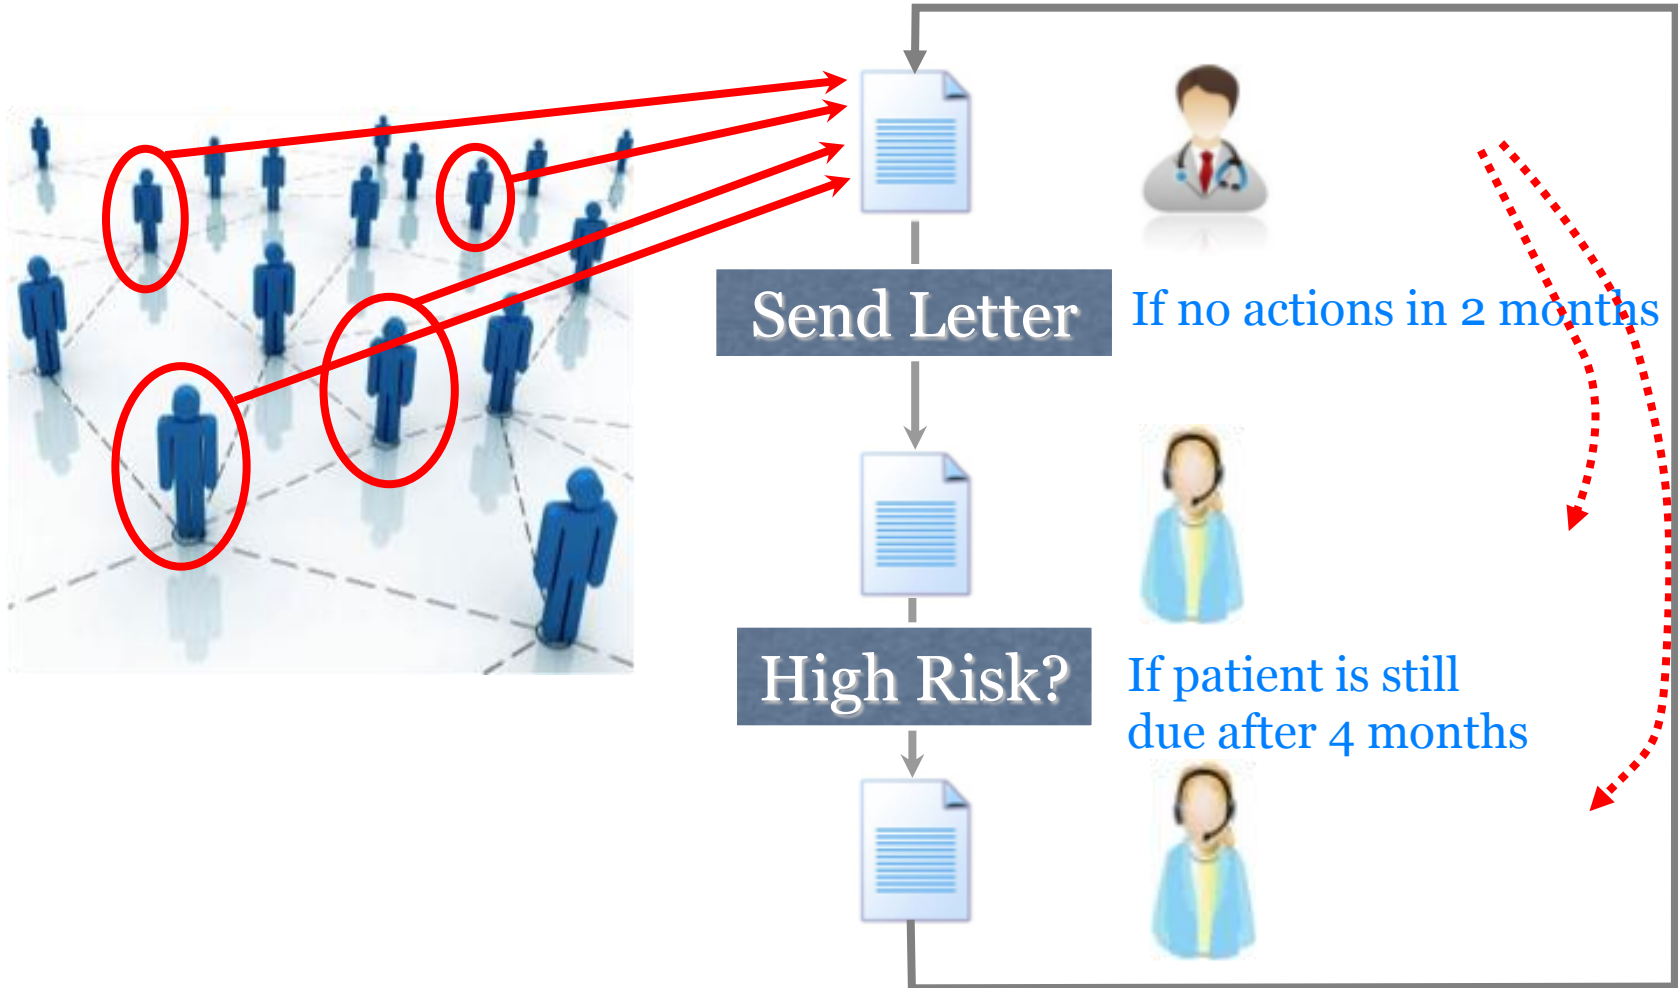 Send Letter
If no actions in 2 months
High Risk?
If patient is still
due after 4 months